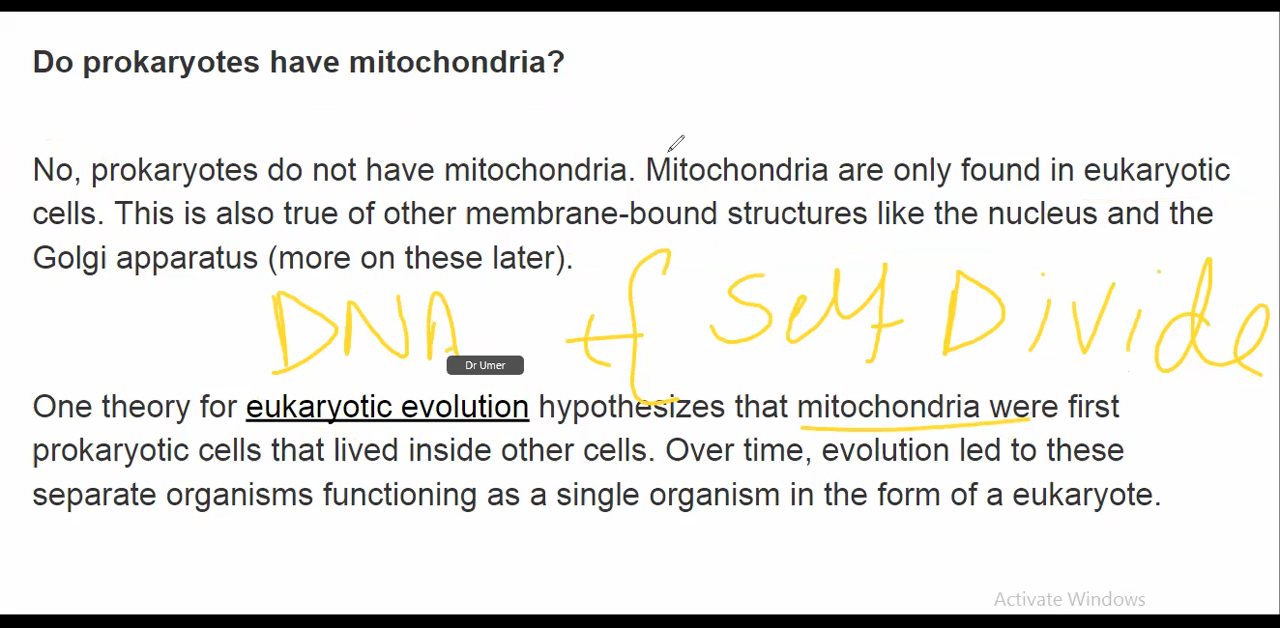 Do prokaryotes have mitochondria?
No, prokaryotes do not have mitochondria. Mitochondria are only found in eukaryotic
cells. This is also true of other membrane-bound structures like the nucleus and the
Golgi apparatus (more on these later).
DNA + { Self Divide
Dr Umer
One theory for eukaryotic evolution hypothesizes that mitochondria were first
prokaryotic cells that lived inside other cells. Over time, evolution led to these
separate organisms functioning as a single organism in the form of a eukaryote.
Activate Windows